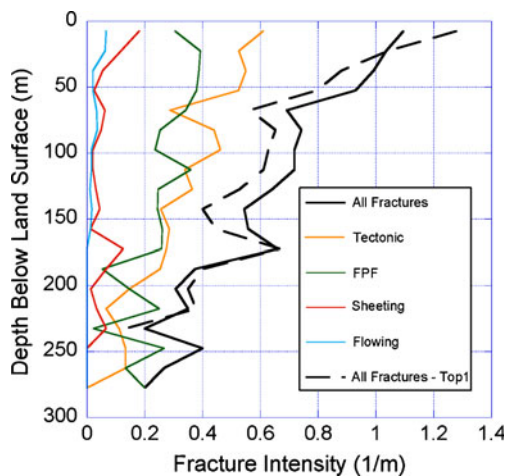 0
50
100
150
200
250
300
Depth Below Land Surface (m)
All Fractures
Tectonic
FPF
Sheeting
Flowing
All Fractures - Top1
0 0.2 0.4 0.6 0.8 1 1.2 1.4
Fracture Intensity (1/m)